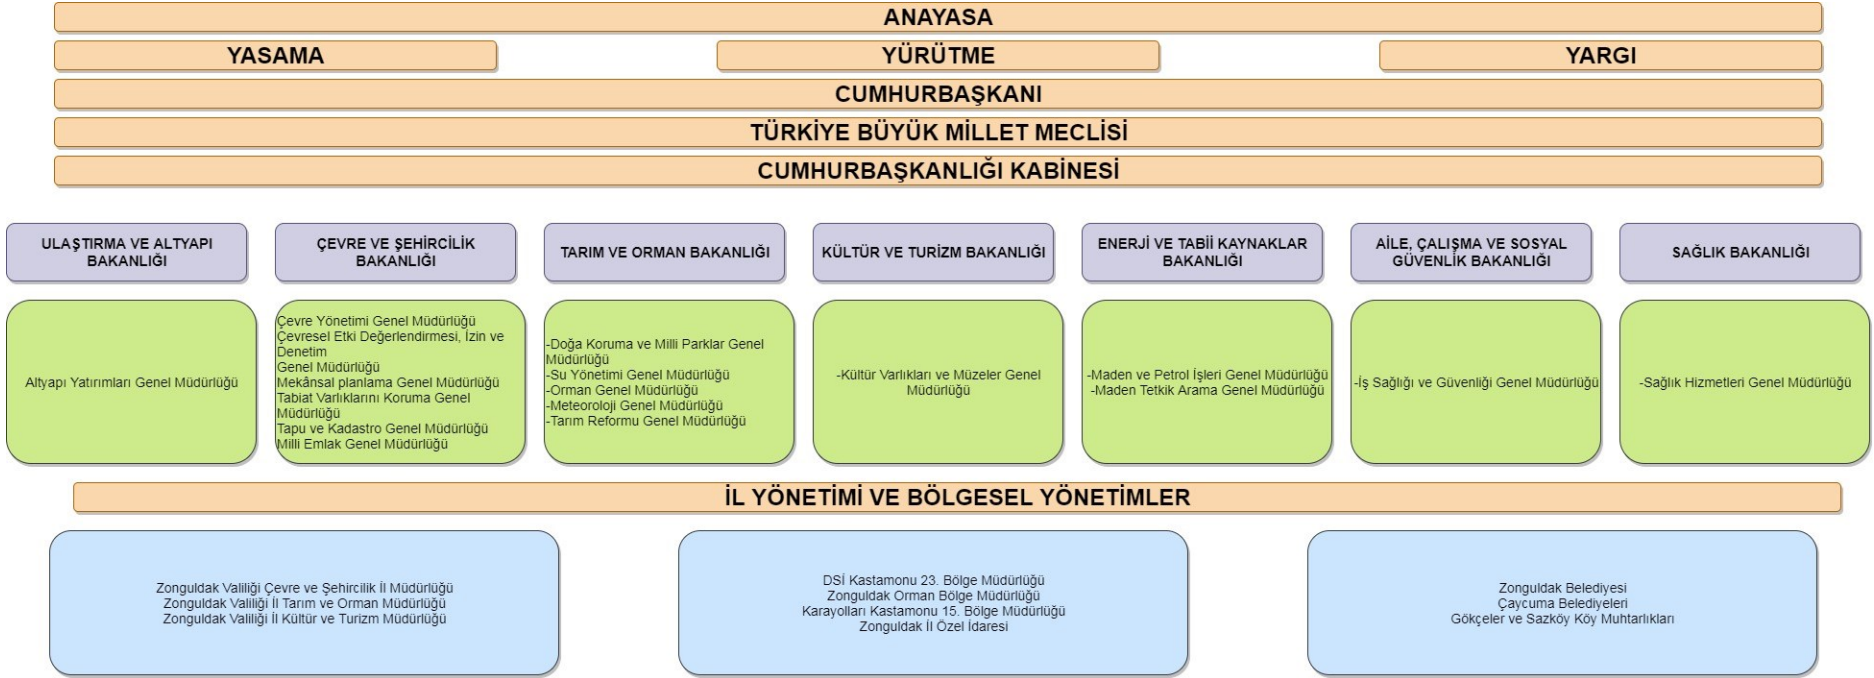 ANAYASA
YASAMA
YÜRÜTME
YARGI
CUMHURBAŞKANI
TÜRKİYE BÜYÜK MİLLET MECLİSİ
CUMHURBAŞKANLIĞI KABİNESİ
ULAŞTIRMA VE ALTYAPI
BAKANLIĞI
ÇEVRE VE ŞEHİRCİLİK
BAKANLIĞI
TARIM VE ORMAN BAKANLIĞI
KÜLTÜR VE TURİZM BAKANLIĞI
ENERJİ VE TABİİ KAYNAKLAR
BAKANLIĞI
AİLE, ÇALIŞMA VE SOSYAL
GÜVENLİK BAKANLIĞI
SAĞLIK BAKANLIĞI
Altyapı Yatırımları Genel Müdürlüğü
Çevre Yönetimi Genel Müdürlüğü
Çevresel Etki Değerlendirmesi, İzin ve
Denetim
Genel Müdürlüğü
Mekânsal planlama Genel Müdürlüğü
Tabiat Varlıklarını Koruma Genel
Müdürlüğü
Tapu ve Kadastro Genel Müdürlüğü
Milli Emlak Genel Müdürlüğü
-Doğa Koruma ve Milli Parklar Genel
Müdürlüğü
-Su Yönetimi Genel Müdürlüğü
-Orman Genel Müdürlüğü
-Meteoroloji Genel Müdürlüğü
-Tarım Reformu Genel Müdürlüğü
-Kültür Varlıkları ve Müzeler Genel
Müdürlüğü
-Maden ve Petrol İşleri Genel Müdürlüğü
-Maden Tetkik Arama Genel Müdürlüğü
-İş Sağlığı ve Güvenliği Genel Müdürlüğü
-Sağlık Hizmetleri Genel Müdürlüğü
İL YÖNETİMİ VE BÖLGESEL YÖNETİMLER
Zonguldak Valiliği Çevre ve Şehircilik İl Müdürlüğü
Zonguldak Valiliği İl Tarım ve Orman Müdürlüğü
Zonguldak Valiliği İl Kültür ve Turizm Müdürlüğü
DSİ Kastamonu 23. Bölge Müdürlüğü
Zonguldak Orman Bölge Müdürlüğü
Karayolları Kastamonu 15. Bölge Müdürlüğü
Zonguldak İl Özel İdaresi
Zonguldak Belediyesi
Çaycuma Belediyeleri
Gökçeler ve Sazköy Köy Muhtarlıkları